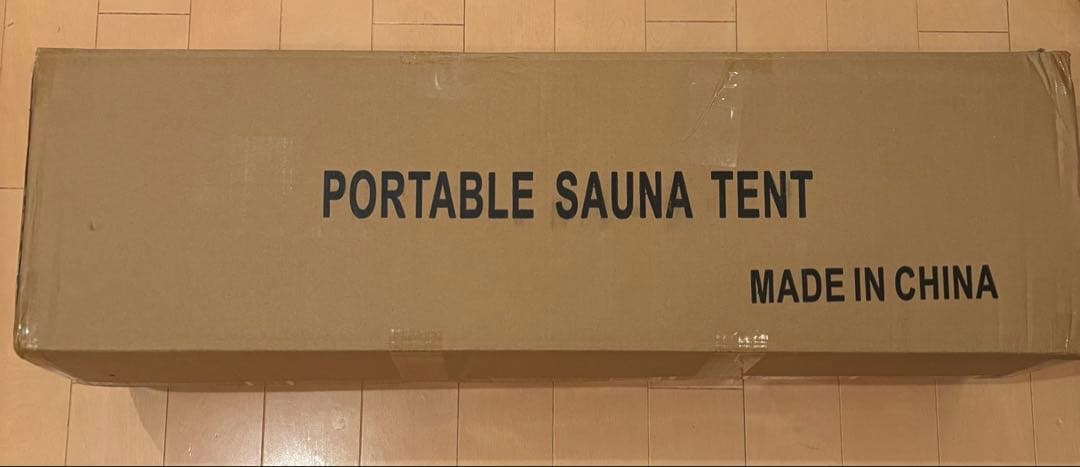 PORTABLE SAUNA TENT
MADE IN CHINA